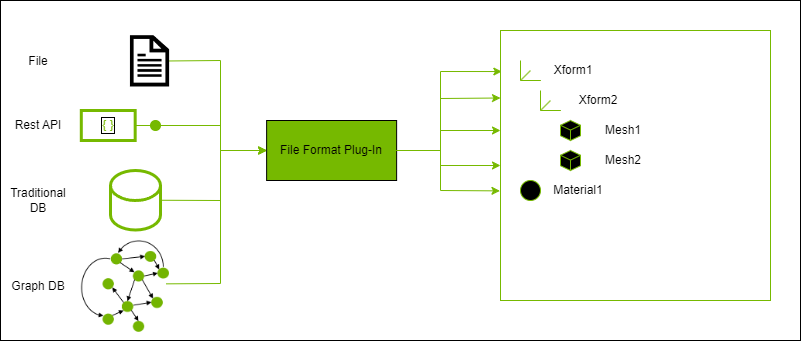 File
Rest API
{ }
Traditional
DB
Graph DB
File Format Plug-In
Xform1
Xform2
Mesh1
Mesh2
Material1